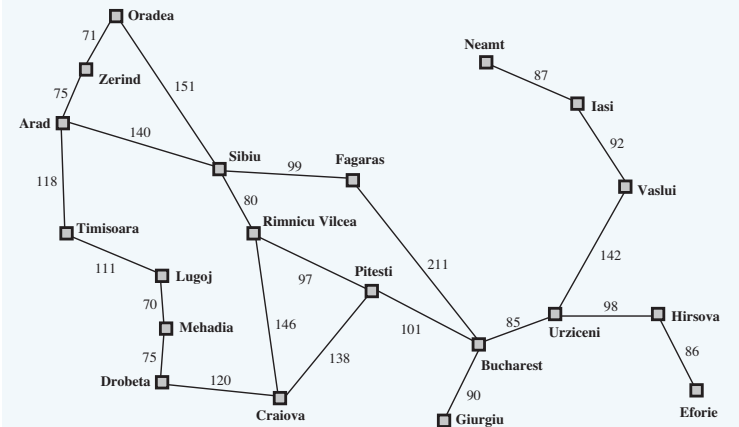 Oradea
71
Neamt
Zerind
87
151
75
Iasi
Arad
140
92
Sibiu
Fagaras
99
118
Vaslui
80
Timisoara
Rimnicu Vilcea
142
111
Lugoj
97
Pitesti
211
70
98
Hirsova
Mehadia
146
101
85
Urziceni
75
138
86
Bucharest
Drobeta
120
90
Craiova
Giurgiu
Eforie